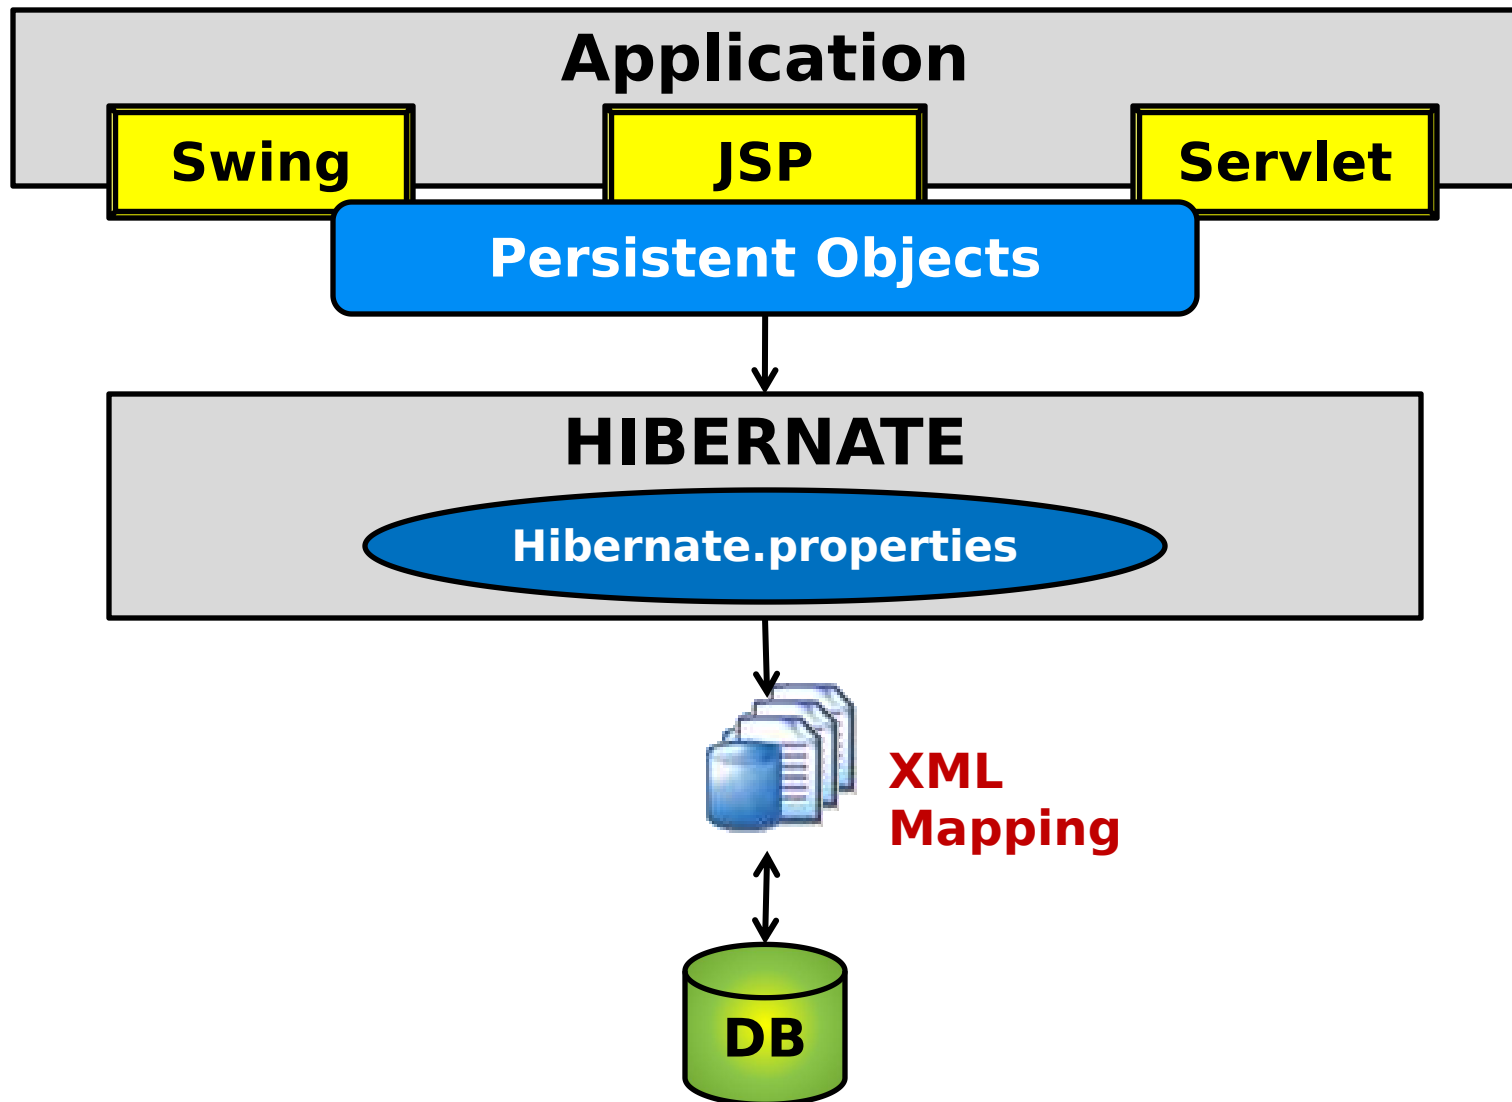 Application
Swing
JSP
Servlet
Persistent Objects
HIBERNATE
Hibernate.properties
XML
Mapping
DB